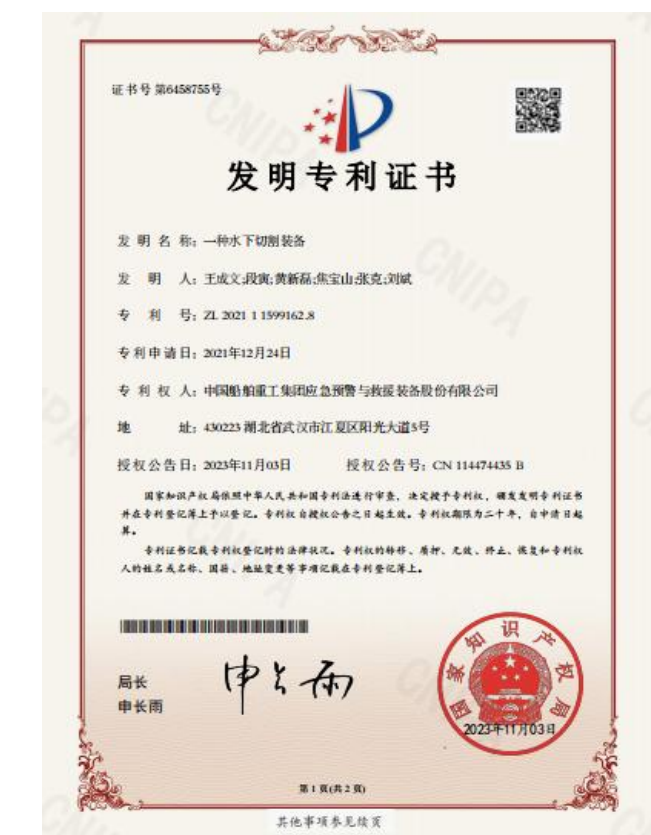 证书号 第6458755号
发明专利证书
发 明 名 称：一种水下切割装备
发 明 人：王成文;段寅;黄新磊;焦宝山;张克;刘斌
专 利 号：ZL 2021 1 1599162.8
专利申请日：2021年12月24日
专 利 权 人：中国船舶重工集团应急预警与救援装备股份有限公司
地 址：430223 湖北省武汉市江夏区阳光大道5号
授权公告日：2023年11月03日 授权公告号：CN 114474435 B
国家知识产权局依照中华人民共和国专利法进行审查，决定授予专利权，颁发发明专利证书
并在专利登记簿上予以登记。专利权自授权公告之日起生效。专利权期限为二十年，自申请日起
算。
专利证书记载专利权登记时的法律状况。专利权的转移、质押、无效、终止、恢复和专利权
人的姓名或名称、国籍、地址变更等事项记载在专利登记簿上。
局长
申长雨
申长雨
国家知识产权局
2023年11月03日
第 1 页(共 2 页)
其他事项参见续页
CNIPA
CNIPA